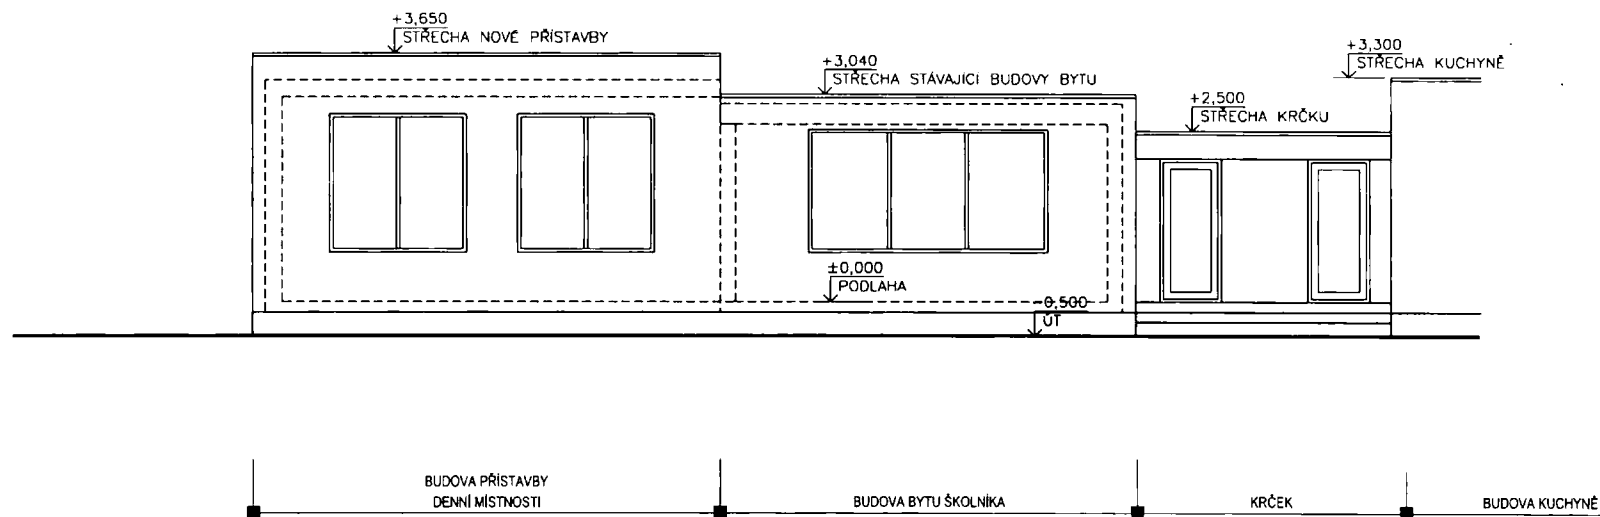 +3,650
STŘECHA NOVÉ PŘÍSTAVBY
+3,300
STŘECHA KUCHYNĚ
+3,040
STŘECHA STÁVAJÍCÍ BUDOVY BYTU
+2,500
STŘECHA KRČKU
±0,000
PODLAHA
-0,500
ÚT
BUDOVA PŘÍSTAVBY
DENNÍ MÍSTNOSTI
BUDOVA BYTU ŠKOLNÍKA
KRČEK
BUDOVA KUCHYNĚ